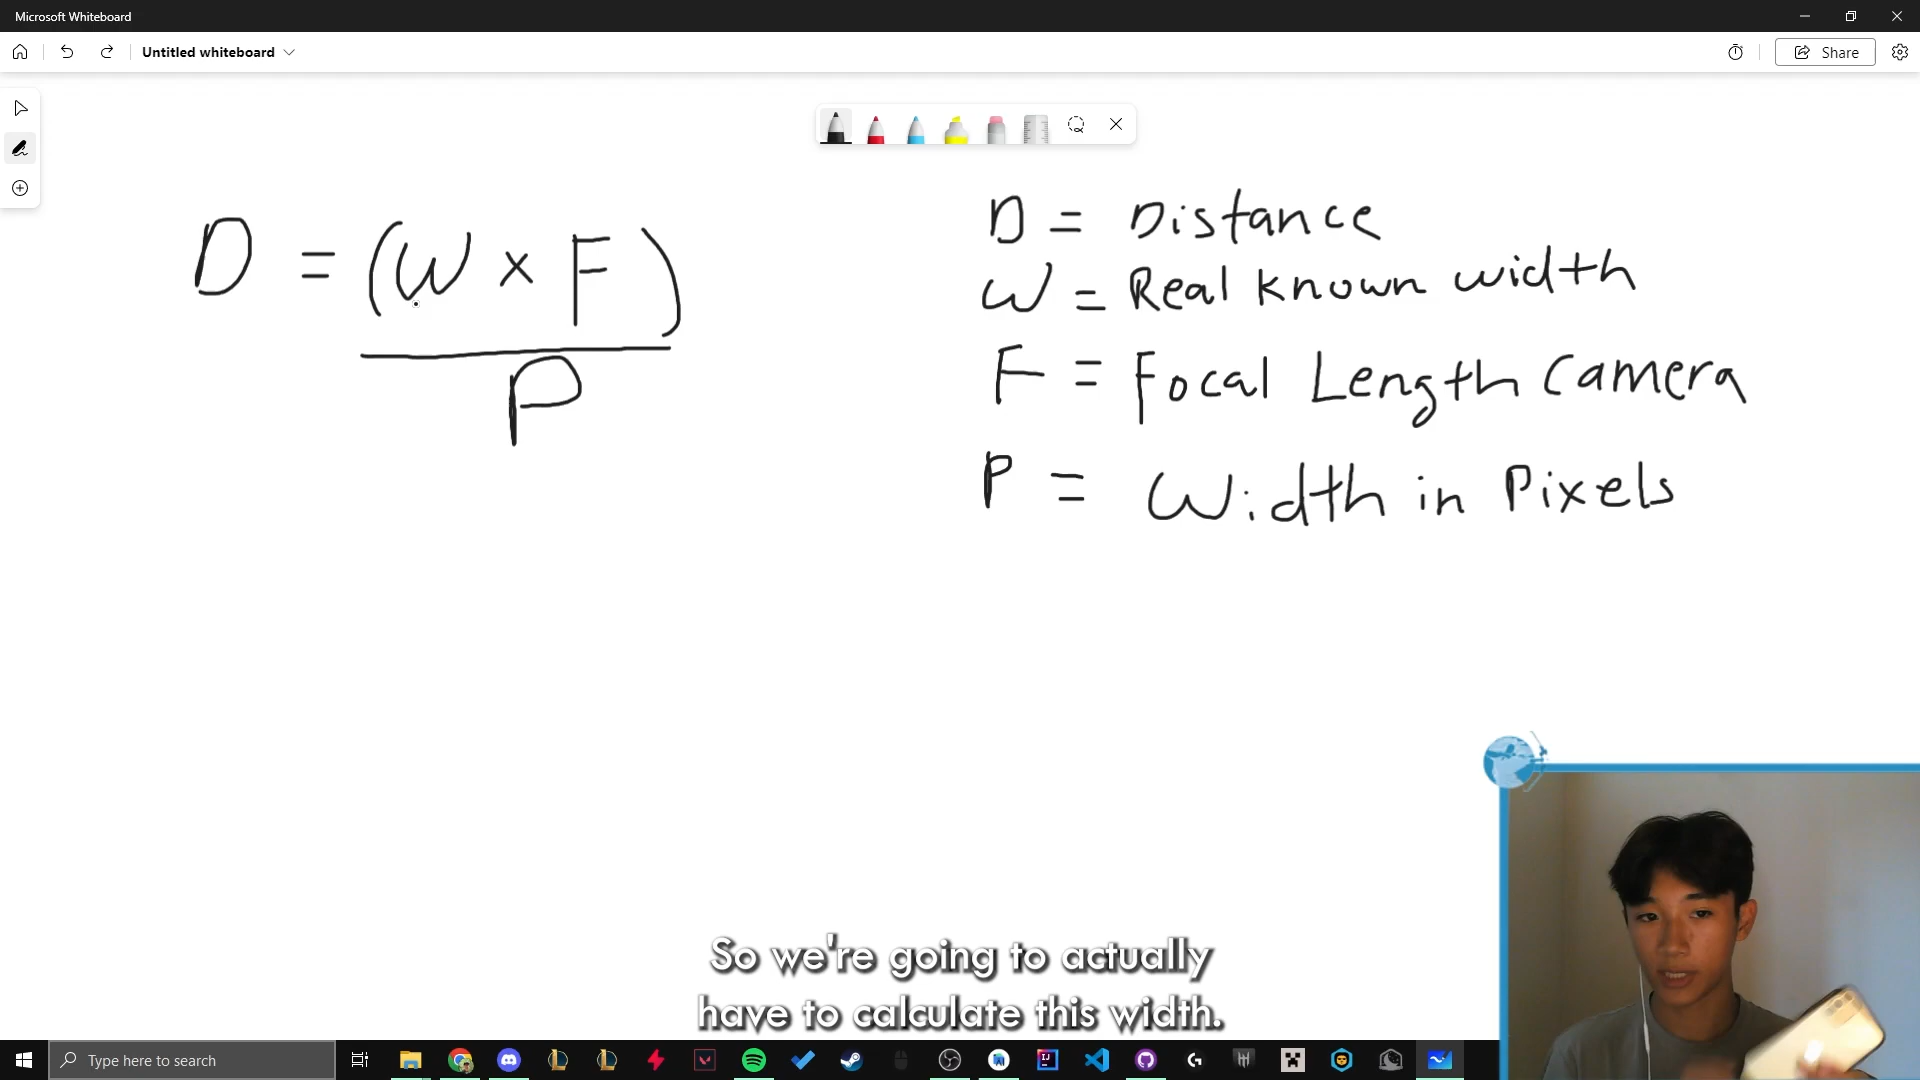 Microsoft Whiteboard
Untitled whiteboard
Share
D = (W x F)
P
D = Distance
W = Real known width
F = Focal Length Camera
P = Width in Pixels
So we're going to actually
have to calculate this width.
Type here to search